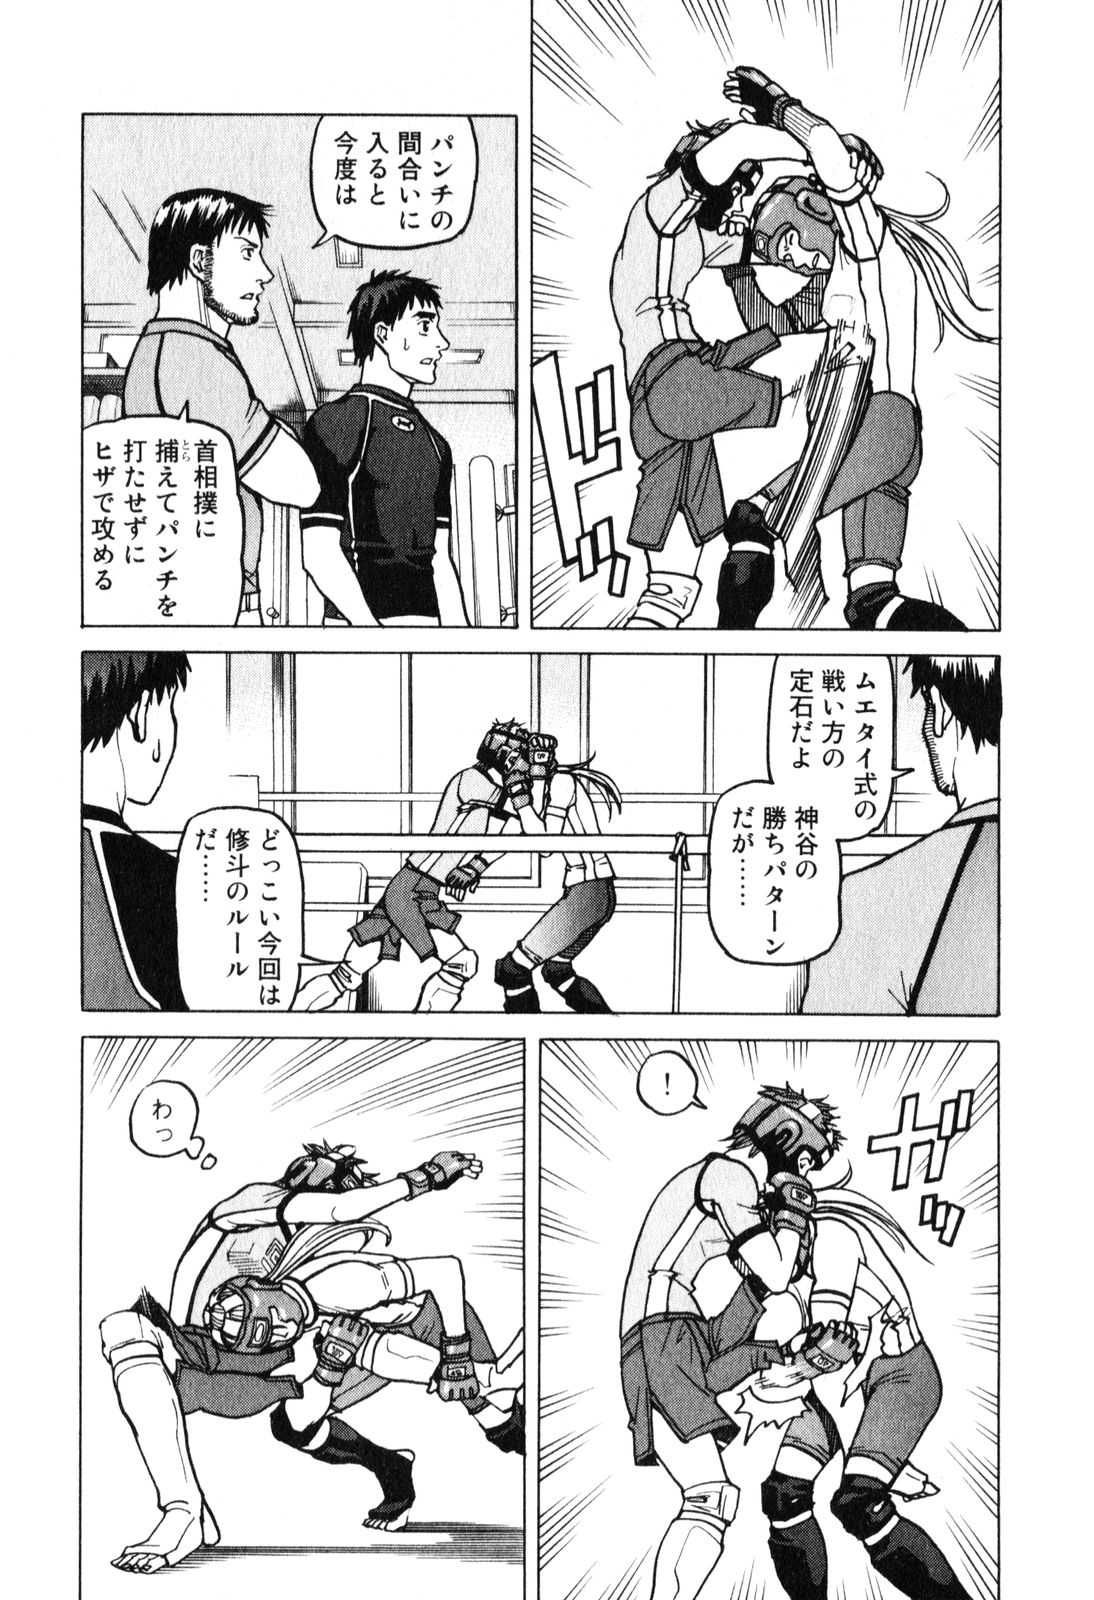 ドドッ
パンチの
間合いに
入ると
今度は
首相撲に
捕えてパンチを
とら
打たせずに
ヒザで攻める
ムエタイ式の
戦い方の
定石だよ
神谷の
勝ちパターン
だが……
どっこい今回は
修斗のルール
だ……
！
ガッ
わっ